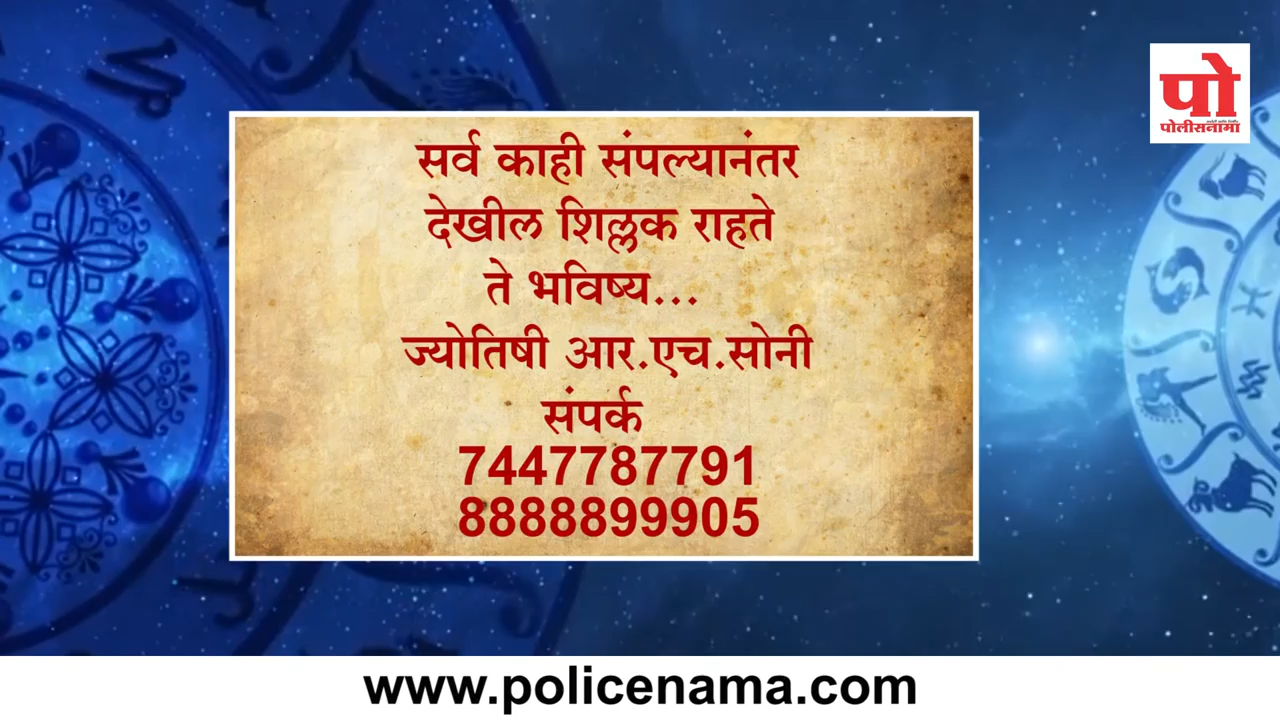 पो
पोलीसनामा
सर्व काही संपल्यानंतर
देखील शिल्लक राहते
ते भविष्य...
ज्योतिषी आर.एच.सोनी
संपर्क
7447787791
8888899905
www.policenama.com